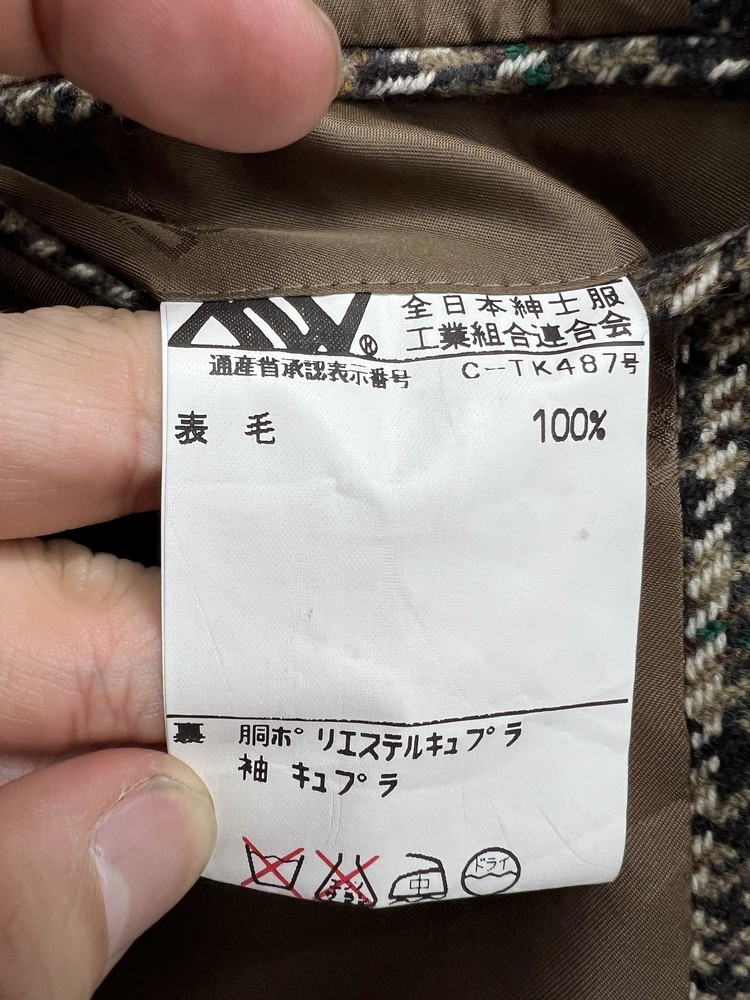 全日本紳士服
工業組合連合会
通産省承認表示番号 C-TK487号
表 毛 100%
裏 胴ポリエステルキュプラ
袖 キュプラ
中
ドライ